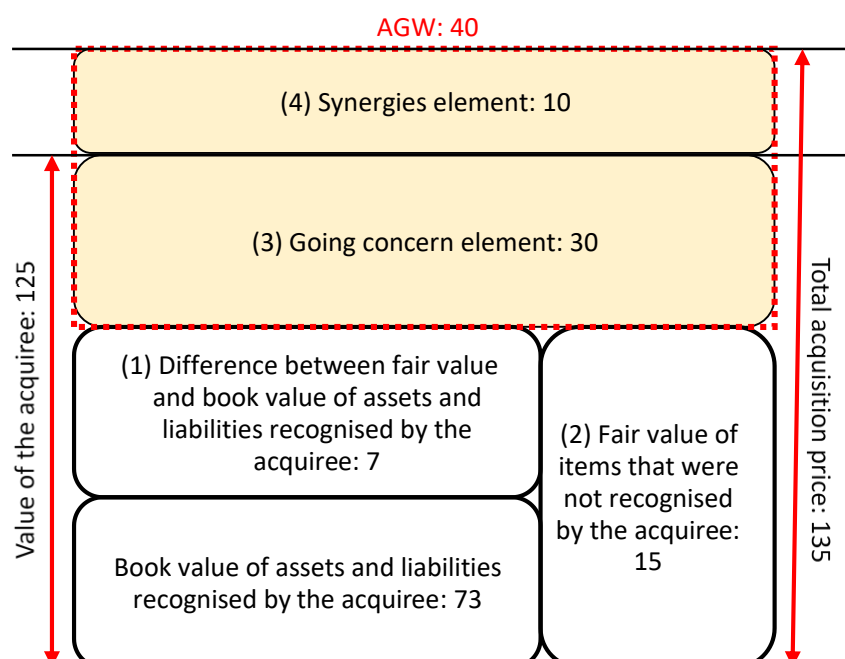 AGW: 40
(4) Synergies element: 10
(3) Going concern element: 30
Value of the acquiree: 125
Total acquisition price: 135
(1) Difference between fair value
and book value of assets and
liabilities recognised by the
acquiree: 7
(2) Fair value of
items that were
not recognised
by the acquiree:
15
Book value of assets and liabilities
recognised by the acquiree: 73